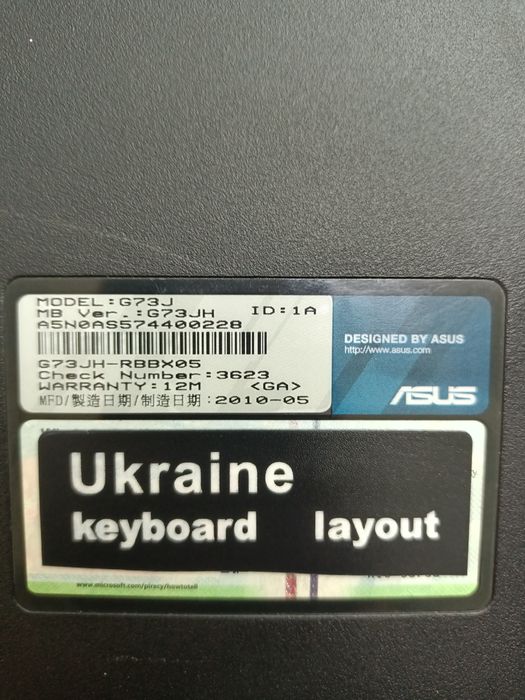 MODEL:G73J
MB Ver.:G73JH ID:1A
A5N0AS574400228
G73JH-RBBX05
Check Number:3623
WARRANTY:12M <GA>
MFD/製造日期/制造日期:2010-05
DESIGNED BY ASUS
http://www.asus.com
ASUS
Ukraine
keyboard layout
www.microsoft.com/piracy/howtotell